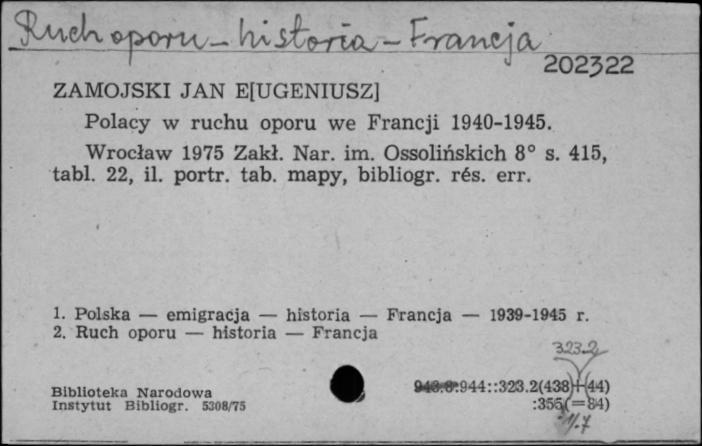 Ruch oporu – historia – Francja
202322
ZAMOJSKI JAN E[UGENIUSZ]
Polacy w ruchu oporu we Francji 1940-1945.
Wrocław 1975 Zakł. Nar. im. Ossolińskich 8° s. 415,
tabl. 22, il. portr. tab. mapy, bibliogr. rés. err.
1. Polska — emigracja — historia — Francja — 1939-1945 r.
2. Ruch oporu — historia — Francja
323.2
Biblioteka Narodowa
Instytut Bibliogr. 5308/75
944::323.2(438)+(44)
:355(=84)